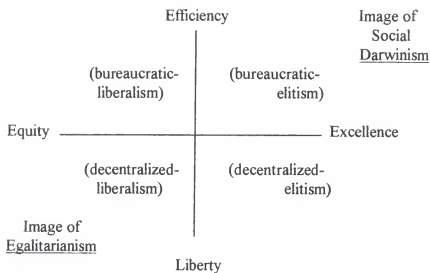 Efficiency
Image of
Social
Darwinism
(bureaucratic-
liberalism)
(bureaucratic-
elitism)
Equity
Excellence
(decentralized-
liberalism)
(decentralized-
elitism)
Image of
Egalitarianism
Liberty